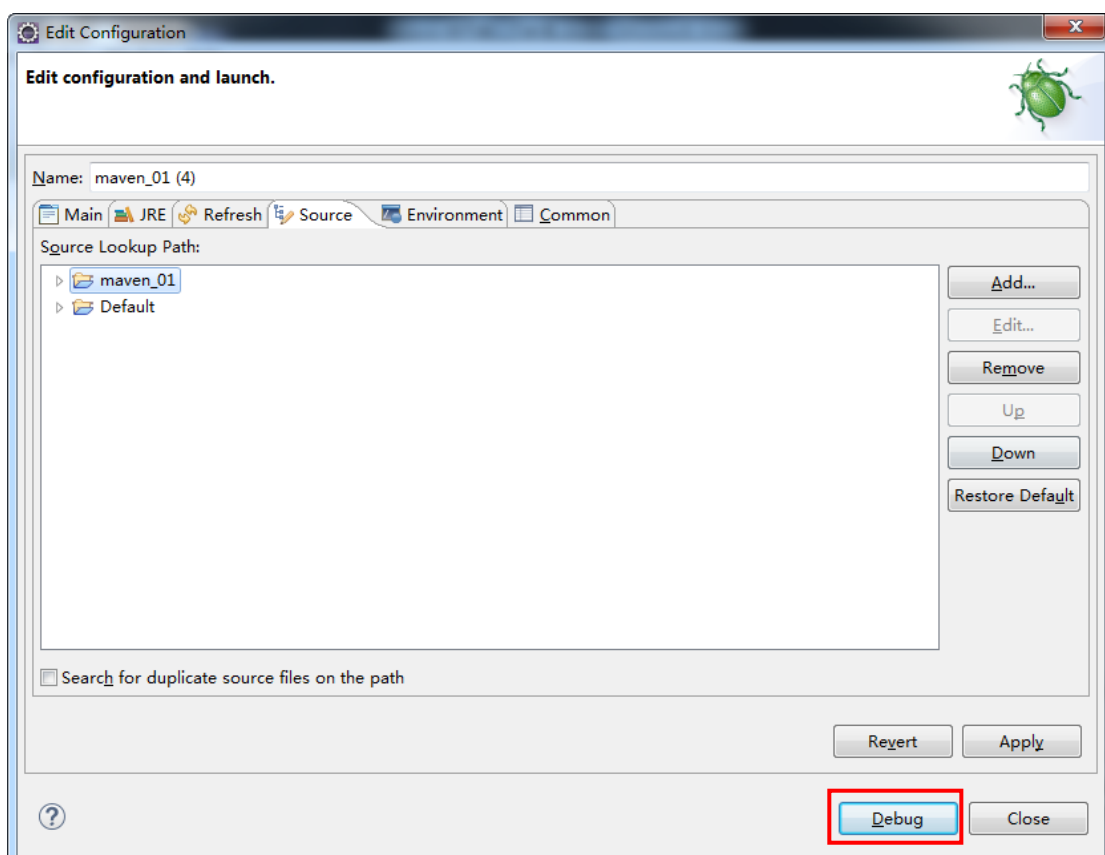 Edit Configuration
Edit configuration and launch.
Name: maven_01 (4)
Main JRE Refresh Source Environment Common
Source Lookup Path:
maven_01
Default
Add...
Edit...
Remove
Up
Down
Restore Default
Search for duplicate source files on the path
Revert Apply
? Debug Close